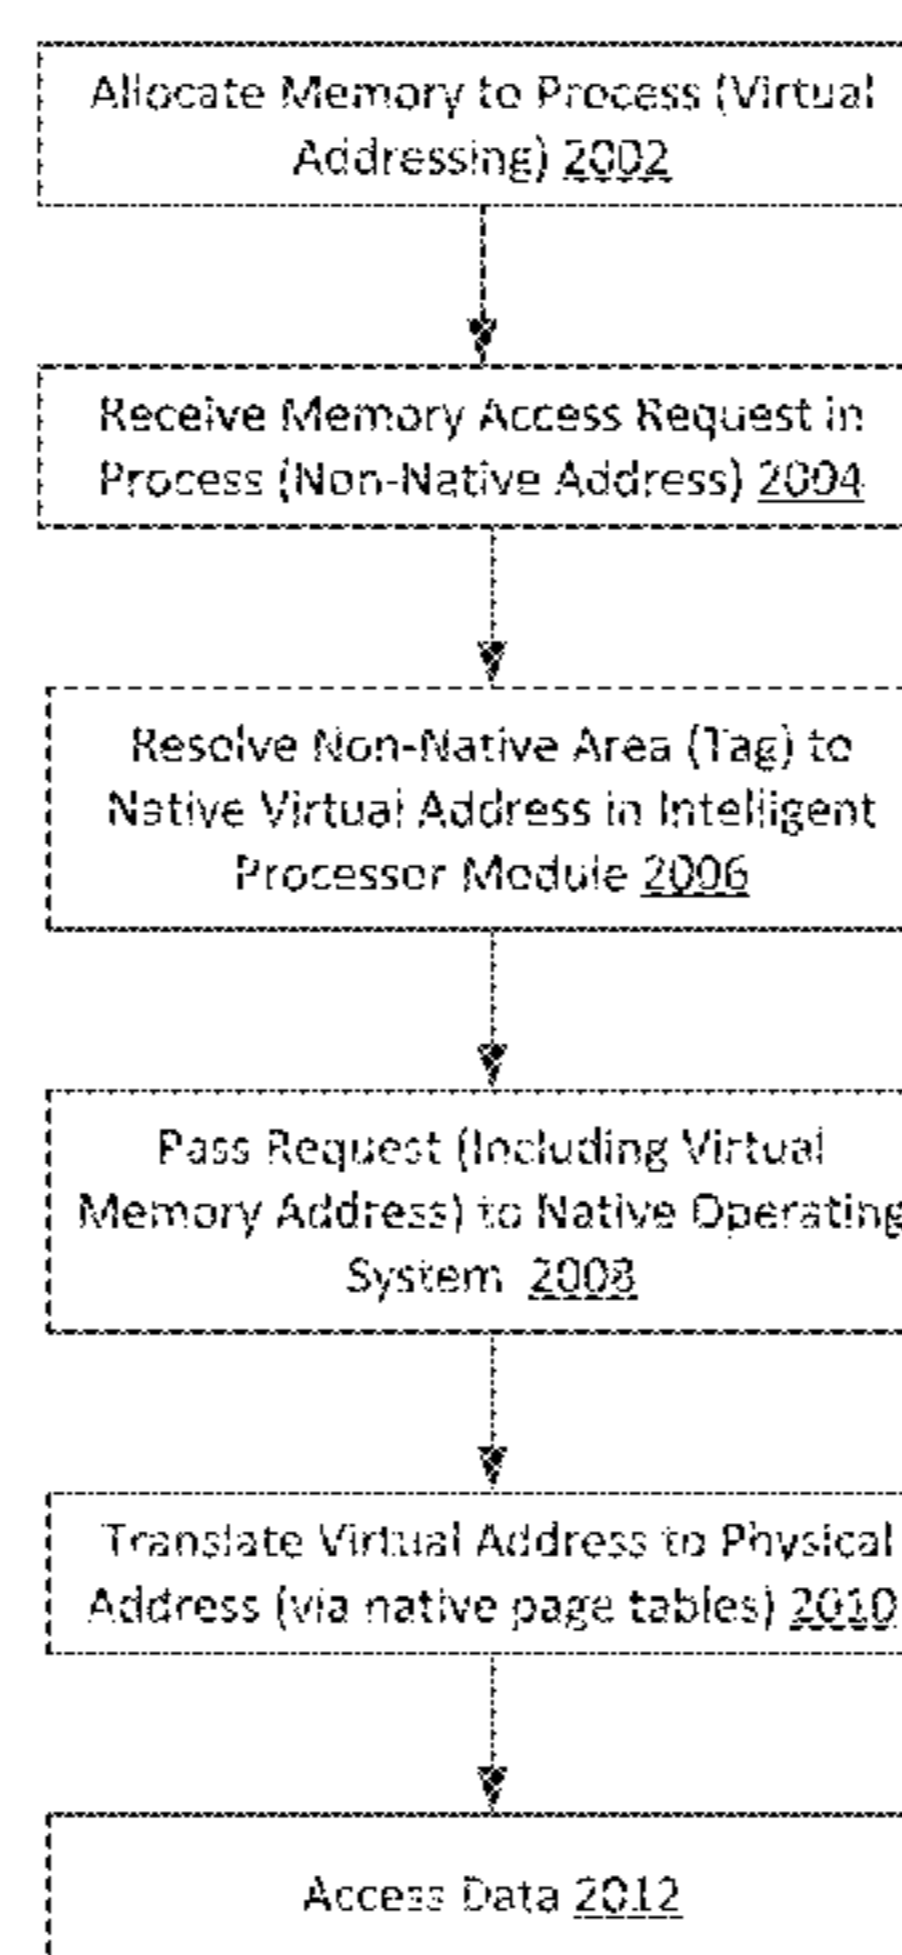 Allocate Memory to Process (Virtual
Addressing) 2002
Receive Memory Access Request in
Process (Non-Native Address) 2004
Resolve Non-Native Area (Tag) to
Native Virtual Address in Intelligent
Processor Module 2006
Pass Request (Including Virtual
Memory Address) to Native Operating
System 2008
Translate Virtual Address to Physical
Address (via native page tables) 2010
Access Data 2012